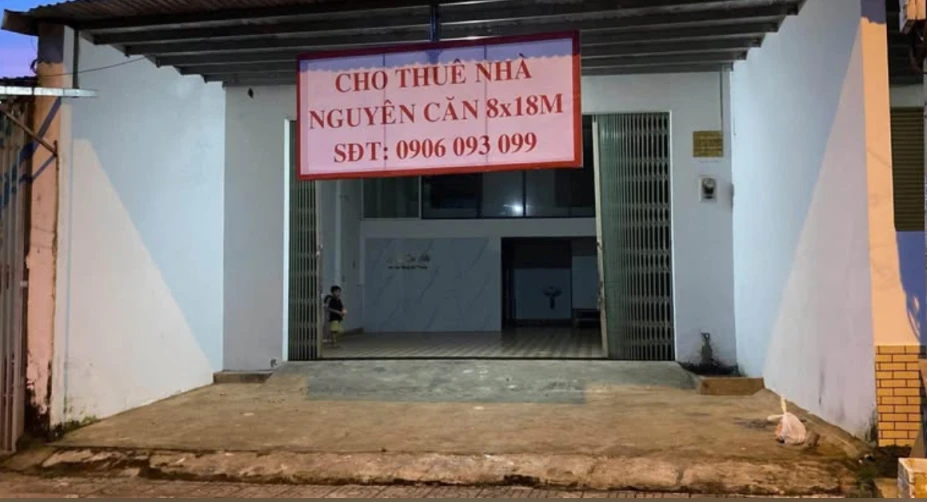 CHO THUÊ NHÀ
NGUYÊN CĂN 8x18M
SĐT: 0906 093 099